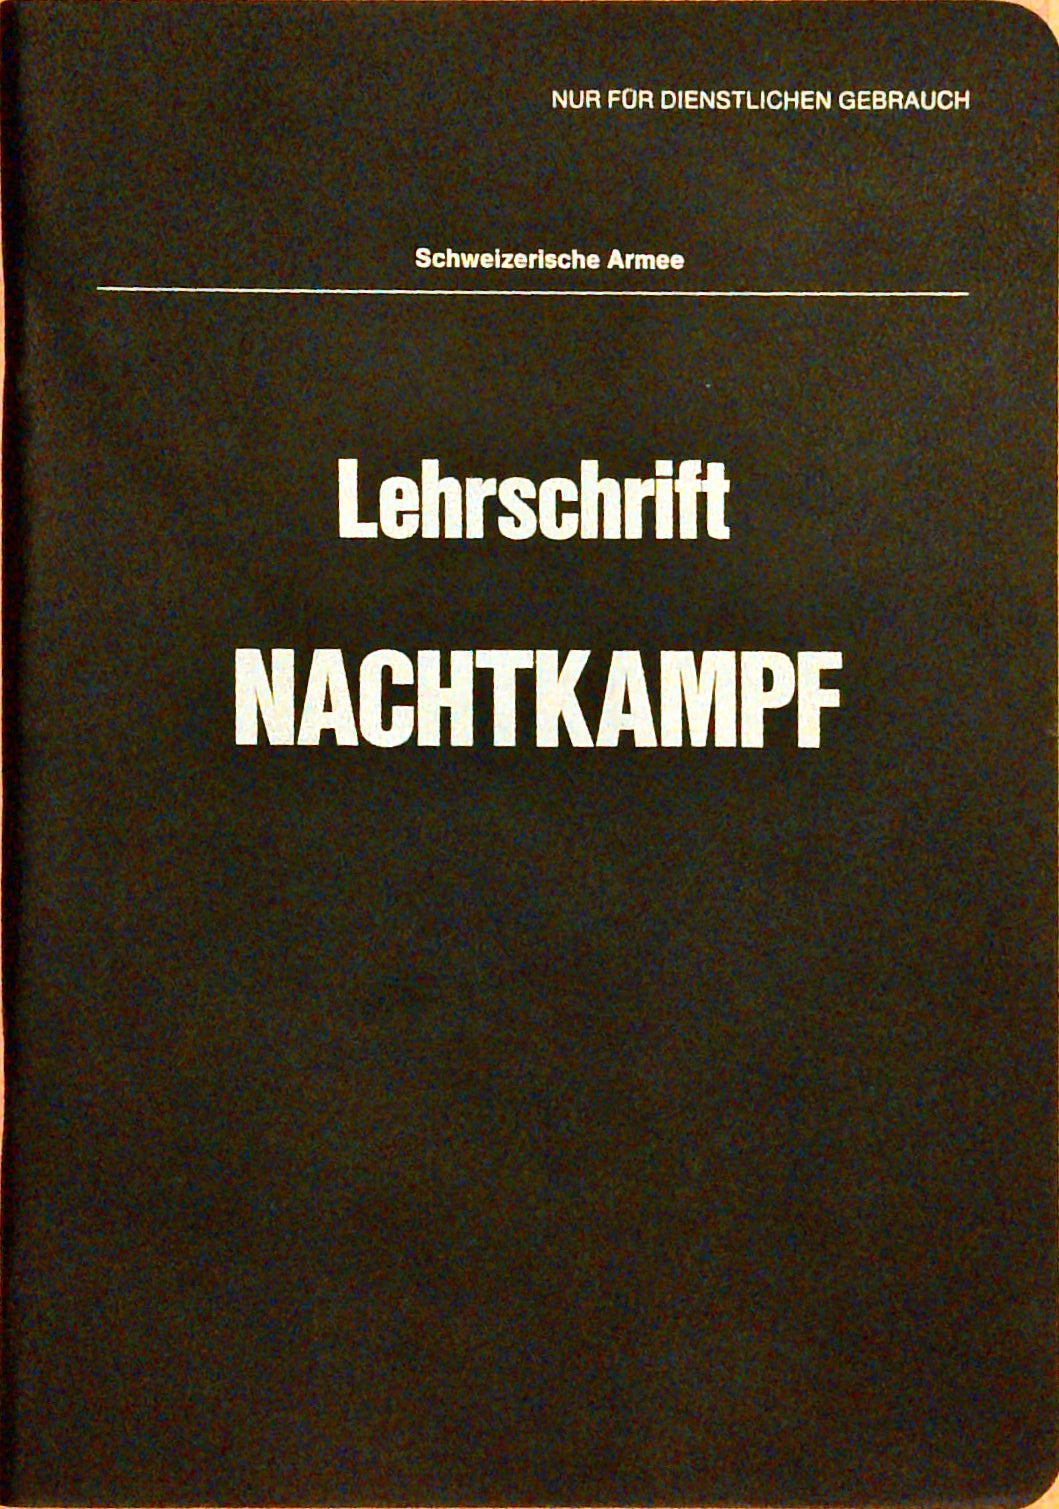 NUR FÜR DIENSTLICHEN GEBRAUCH
Schweizerische Armee
Lehrschrift
NACHTKAMPF